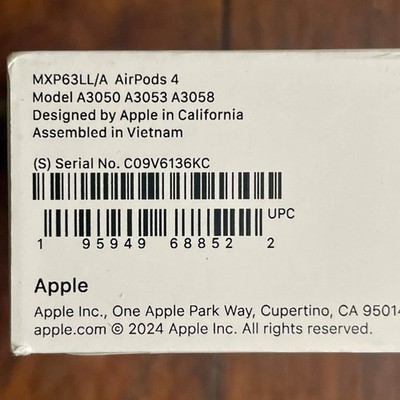 MXP63LL/A AirPods 4
Model A3050 A3053 A3058
Designed by Apple in California
Assembled in Vietnam
(S) Serial No. C09V6136KC
UPC
1 95949 68852 2
Apple
Apple Inc., One Apple Park Way, Cupertino, CA 95014
apple.com © 2024 Apple Inc. All rights reserved.